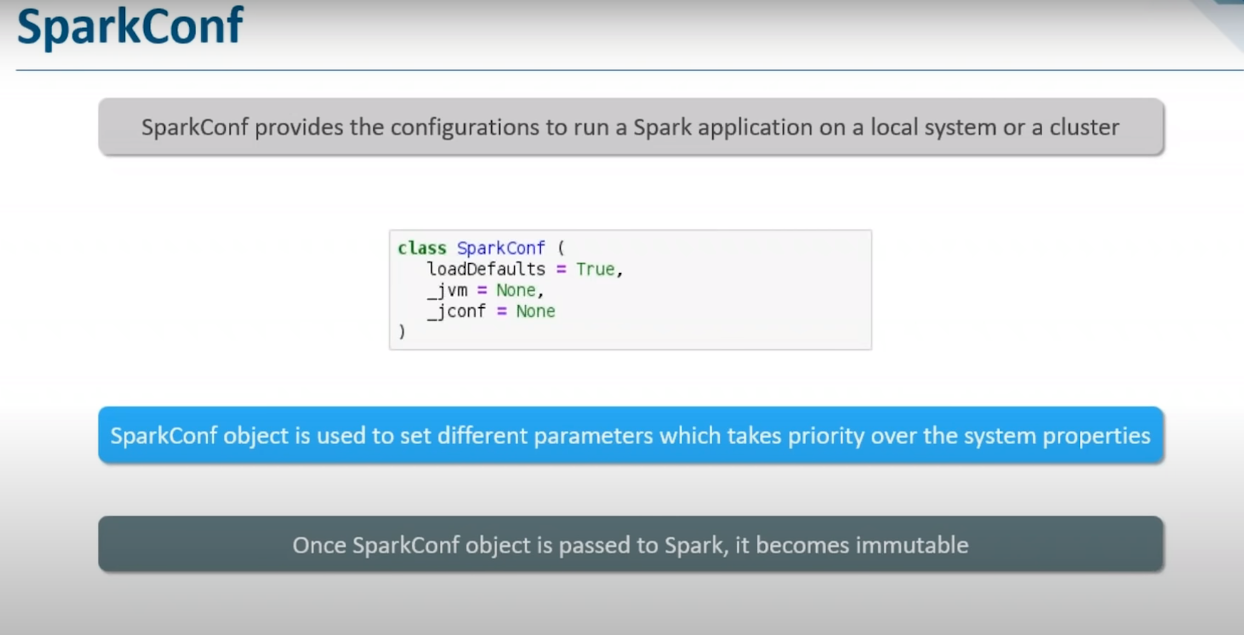 SparkConf
SparkConf provides the configurations to run a Spark application on a local system or a cluster
class SparkConf (
loadDefaults = True,
_jvm = None,
_jconf = None
)
SparkConf object is used to set different parameters which takes priority over the system properties
Once SparkConf object is passed to Spark, it becomes immutable